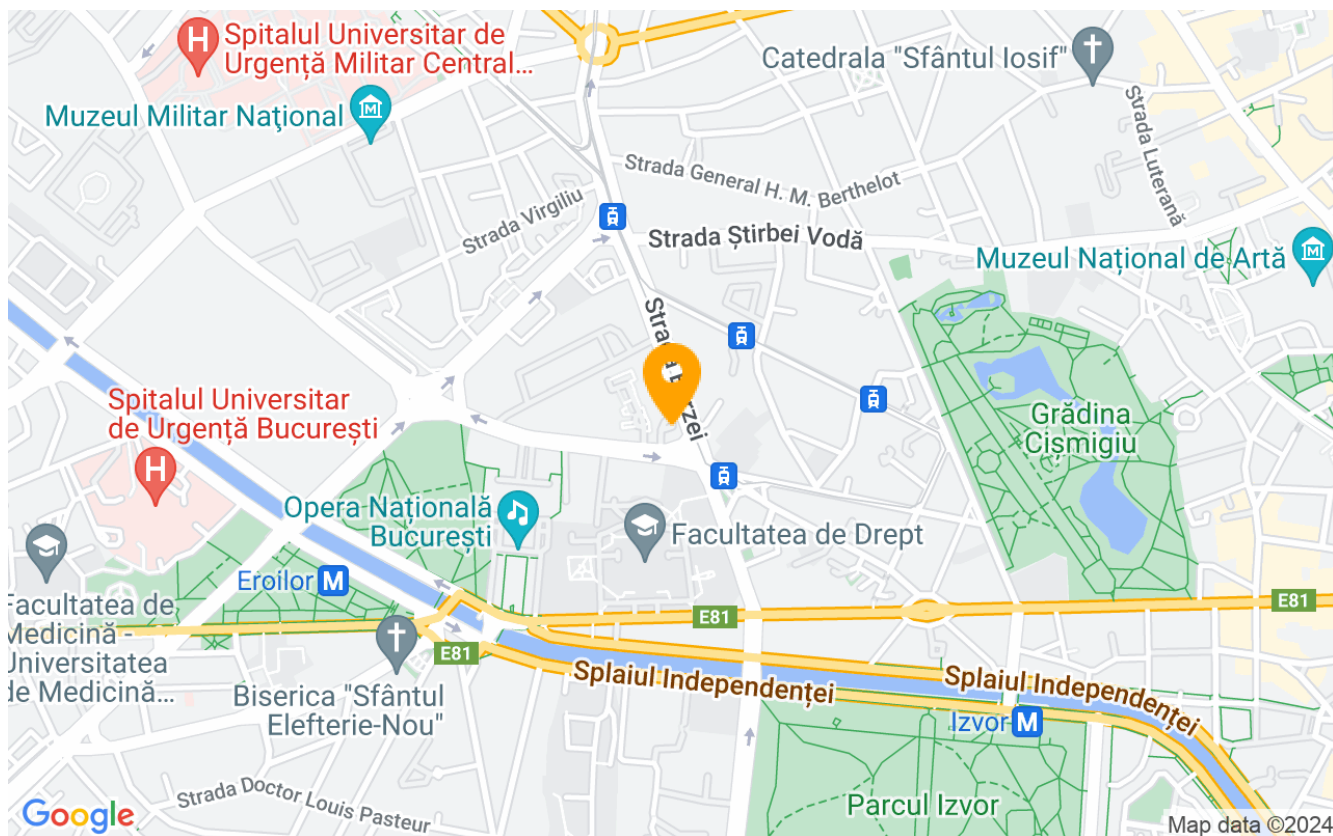 Spitalul Universitar de
Urgență Militar Central...
H
Catedrala "Sfântul Iosif"
Muzeul Militar Naţional
M
Strada Luterană
Strada General H. M. Berthelot
Strada Virgiliu
Strada Știrbei Vodă
Muzeul Național de Artă
M
Spitalul Universitar
de Urgență București
H
Grădina
Cișmigiu
Opera Națională
București
Facultatea de Drept
Eroilor M
E81
E81
E81
Facultatea de
Medicină -
Universitatea
de Medicină...
Biserica "Sfântul
Elefterie-Nou"
Splaiul Independenței
Splaiul Independenței
Izvor M
Strada Doctor Louis Pasteur
Parcul Izvor
Google
Map data ©2024